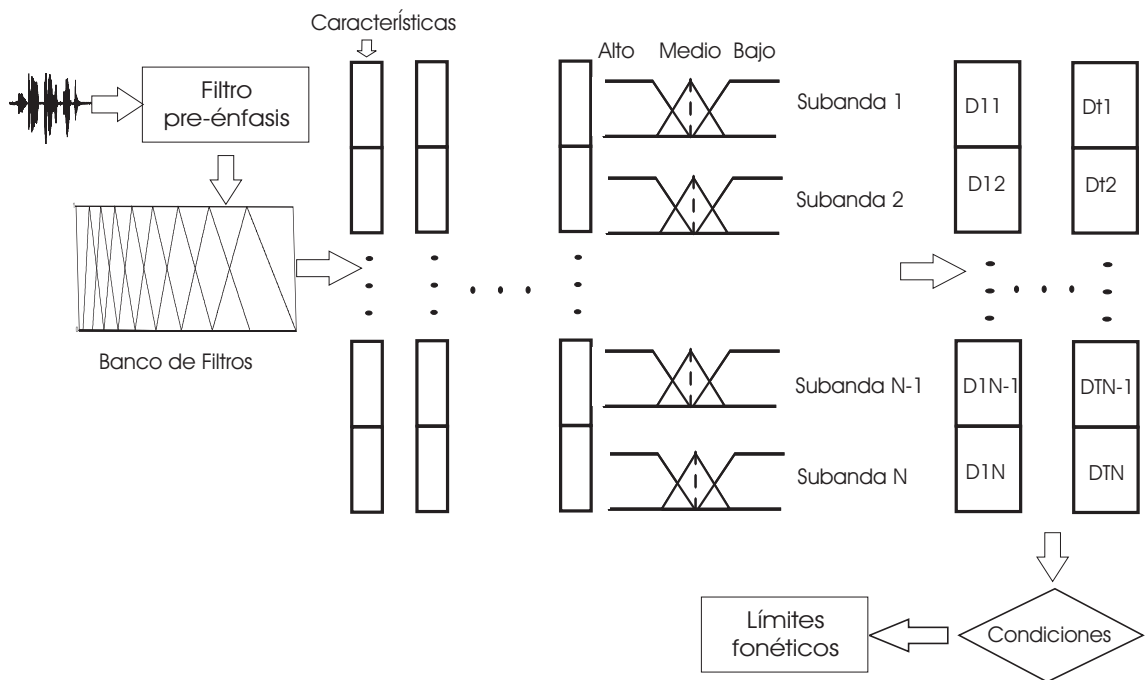 Características
Alto Medio Bajo
Filtro
pre-énfasis
Subanda 1
D11 Dt1
Subanda 2
D12 Dt2
Banco de Filtros
Subanda N-1
D1N-1 DTN-1
Subanda N
D1N DTN
Límites
fonéticos
Condiciones